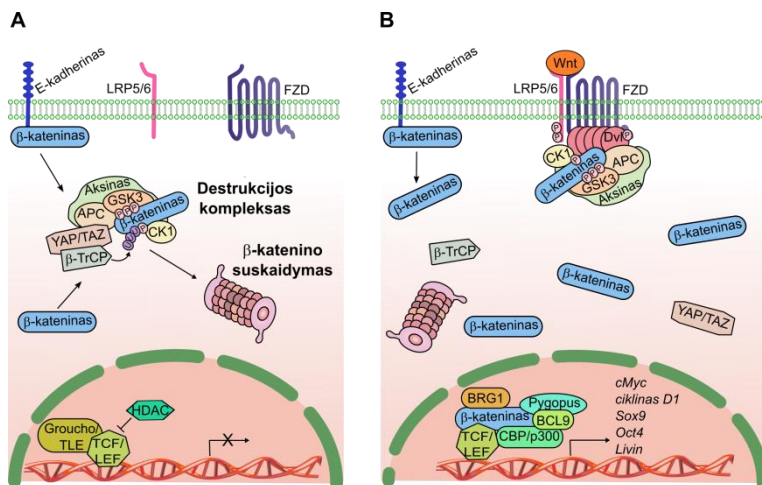 A
E-kadherinas
LRP5/6
FZD
β-kateninas
Aksinas
GSK3
APC
P P P
β-kateninas
P
CK1
YAP/TAZ
β-TrCP
Destrukcijos
kompleksas
β-katenino
suskaidymas
β-kateninas
HDAC
Groucho/
TLE
TCF/
LEF
X
B
Wnt
E-kadherinas
LRP5/6
FZD
β-kateninas
P
P
Dvl
P
CK1
P
β-kateninas
APC
P P P
GSK3
Aksinas
β-kateninas
β-TrCP
β-kateninas
β-kateninas
YAP/TAZ
β-kateninas
BRG1
Pygopus
β-kateninas
BCL9
TCF/
LEF
CBP/p300
cMyc
ciklinas D1
Sox9
Oct4
Livin